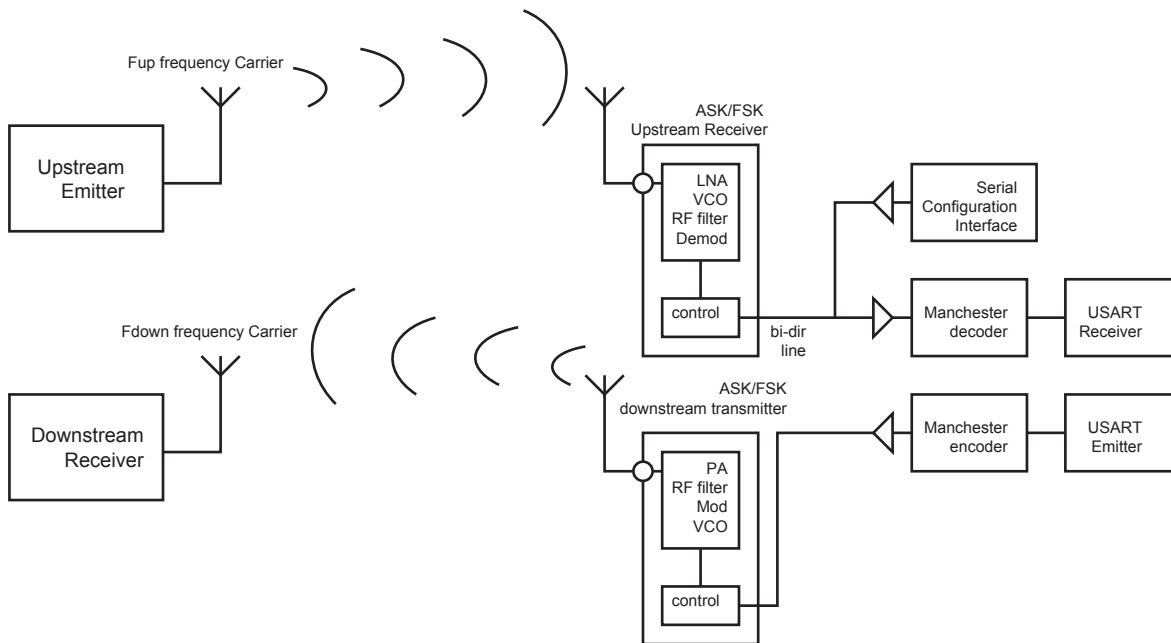 Fup frequency Carrier
Upstream
Emitter
ASK/FSK
Upstream Receiver
LNA
VCO
RF filter
Demod
control
bi-dir
line
Serial
Configuration
Interface
Manchester
decoder
USART
Receiver
Fdown frequency Carrier
Downstream
Receiver
ASK/FSK
downstream transmitter
PA
RF filter
Mod
VCO
control
Manchester
encoder
USART
Emitter